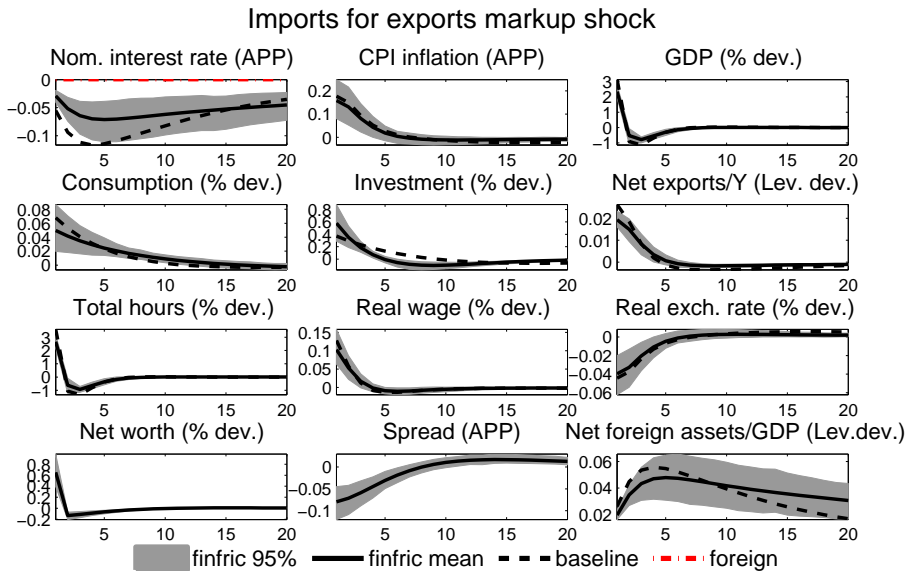 Imports for exports markup shock
Nom. interest rate (APP)
0
−0.05
−0.1
5 10 15 20
CPI inflation (APP)
0.2
0.1
0
5 10 15 20
GDP (% dev.)
3
2
1
0
−1
5 10 15 20
Consumption (% dev.)
0.08
0.06
0.04
0.02
0
5 10 15 20
Investment (% dev.)
0.8
0.6
0.4
0.2
0
5 10 15 20
Net exports/Y (Lev. dev.)
0.02
0.01
0
5 10 15 20
Total hours (% dev.)
3
2
1
0
−1
5 10 15 20
Real wage (% dev.)
0.15
0.1
0.05
0
5 10 15 20
Real exch. rate (% dev.)
0
−0.02
−0.04
−0.06
5 10 15 20
Net worth (% dev.)
0.8
0.6
0.4
0.2
0
−0.2
5 10 15 20
Spread (APP)
0
−0.05
−0.1
5 10 15 20
Net foreign assets/GDP (Lev.dev.)
0.06
0.04
0.02
5 10 15 20
finfric 95% finfric mean baseline foreign